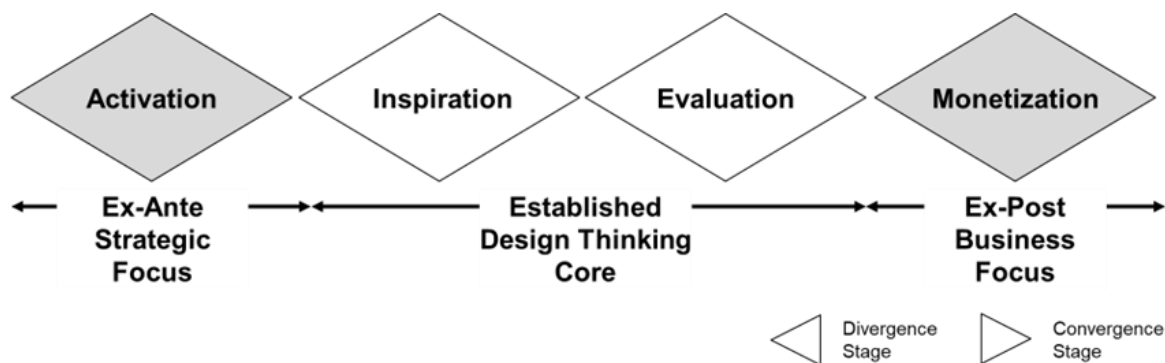 Activation
Inspiration
Evaluation
Monetization
Ex-Ante
Strategic
Focus
Established
Design Thinking
Core
Ex-Post
Business
Focus
Divergence
Stage
Convergence
Stage